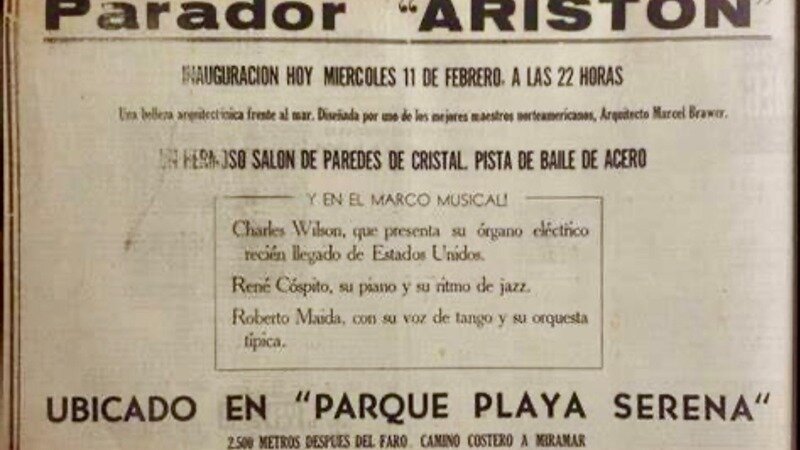 Parador "ARISTON"
INAUGURACION HOY MIERCOLES 11 DE FEBRERO, A LAS 22 HORAS
Una belleza arquitectónica frente al mar. Diseñada por uno de los mejores maestros norteamericanos, Arquitecto Marcel Brawer.
UN HERMOSO SALON DE PAREDES DE CRISTAL. PISTA DE BAILE DE ACERO
Y EN EL MARCO MUSICAL!
Charles Wilson, que presenta su órgano eléctrico
recién llegado de Estados Unidos.
René Cóspito, su piano y su ritmo de jazz.
Roberto Maida, con su voz de tango y su orquesta
típica.
UBICADO EN "PARQUE PLAYA SERENA"
2.500 METROS DESPUES DEL FARO, CAMINO COSTERO A MIRAMAR